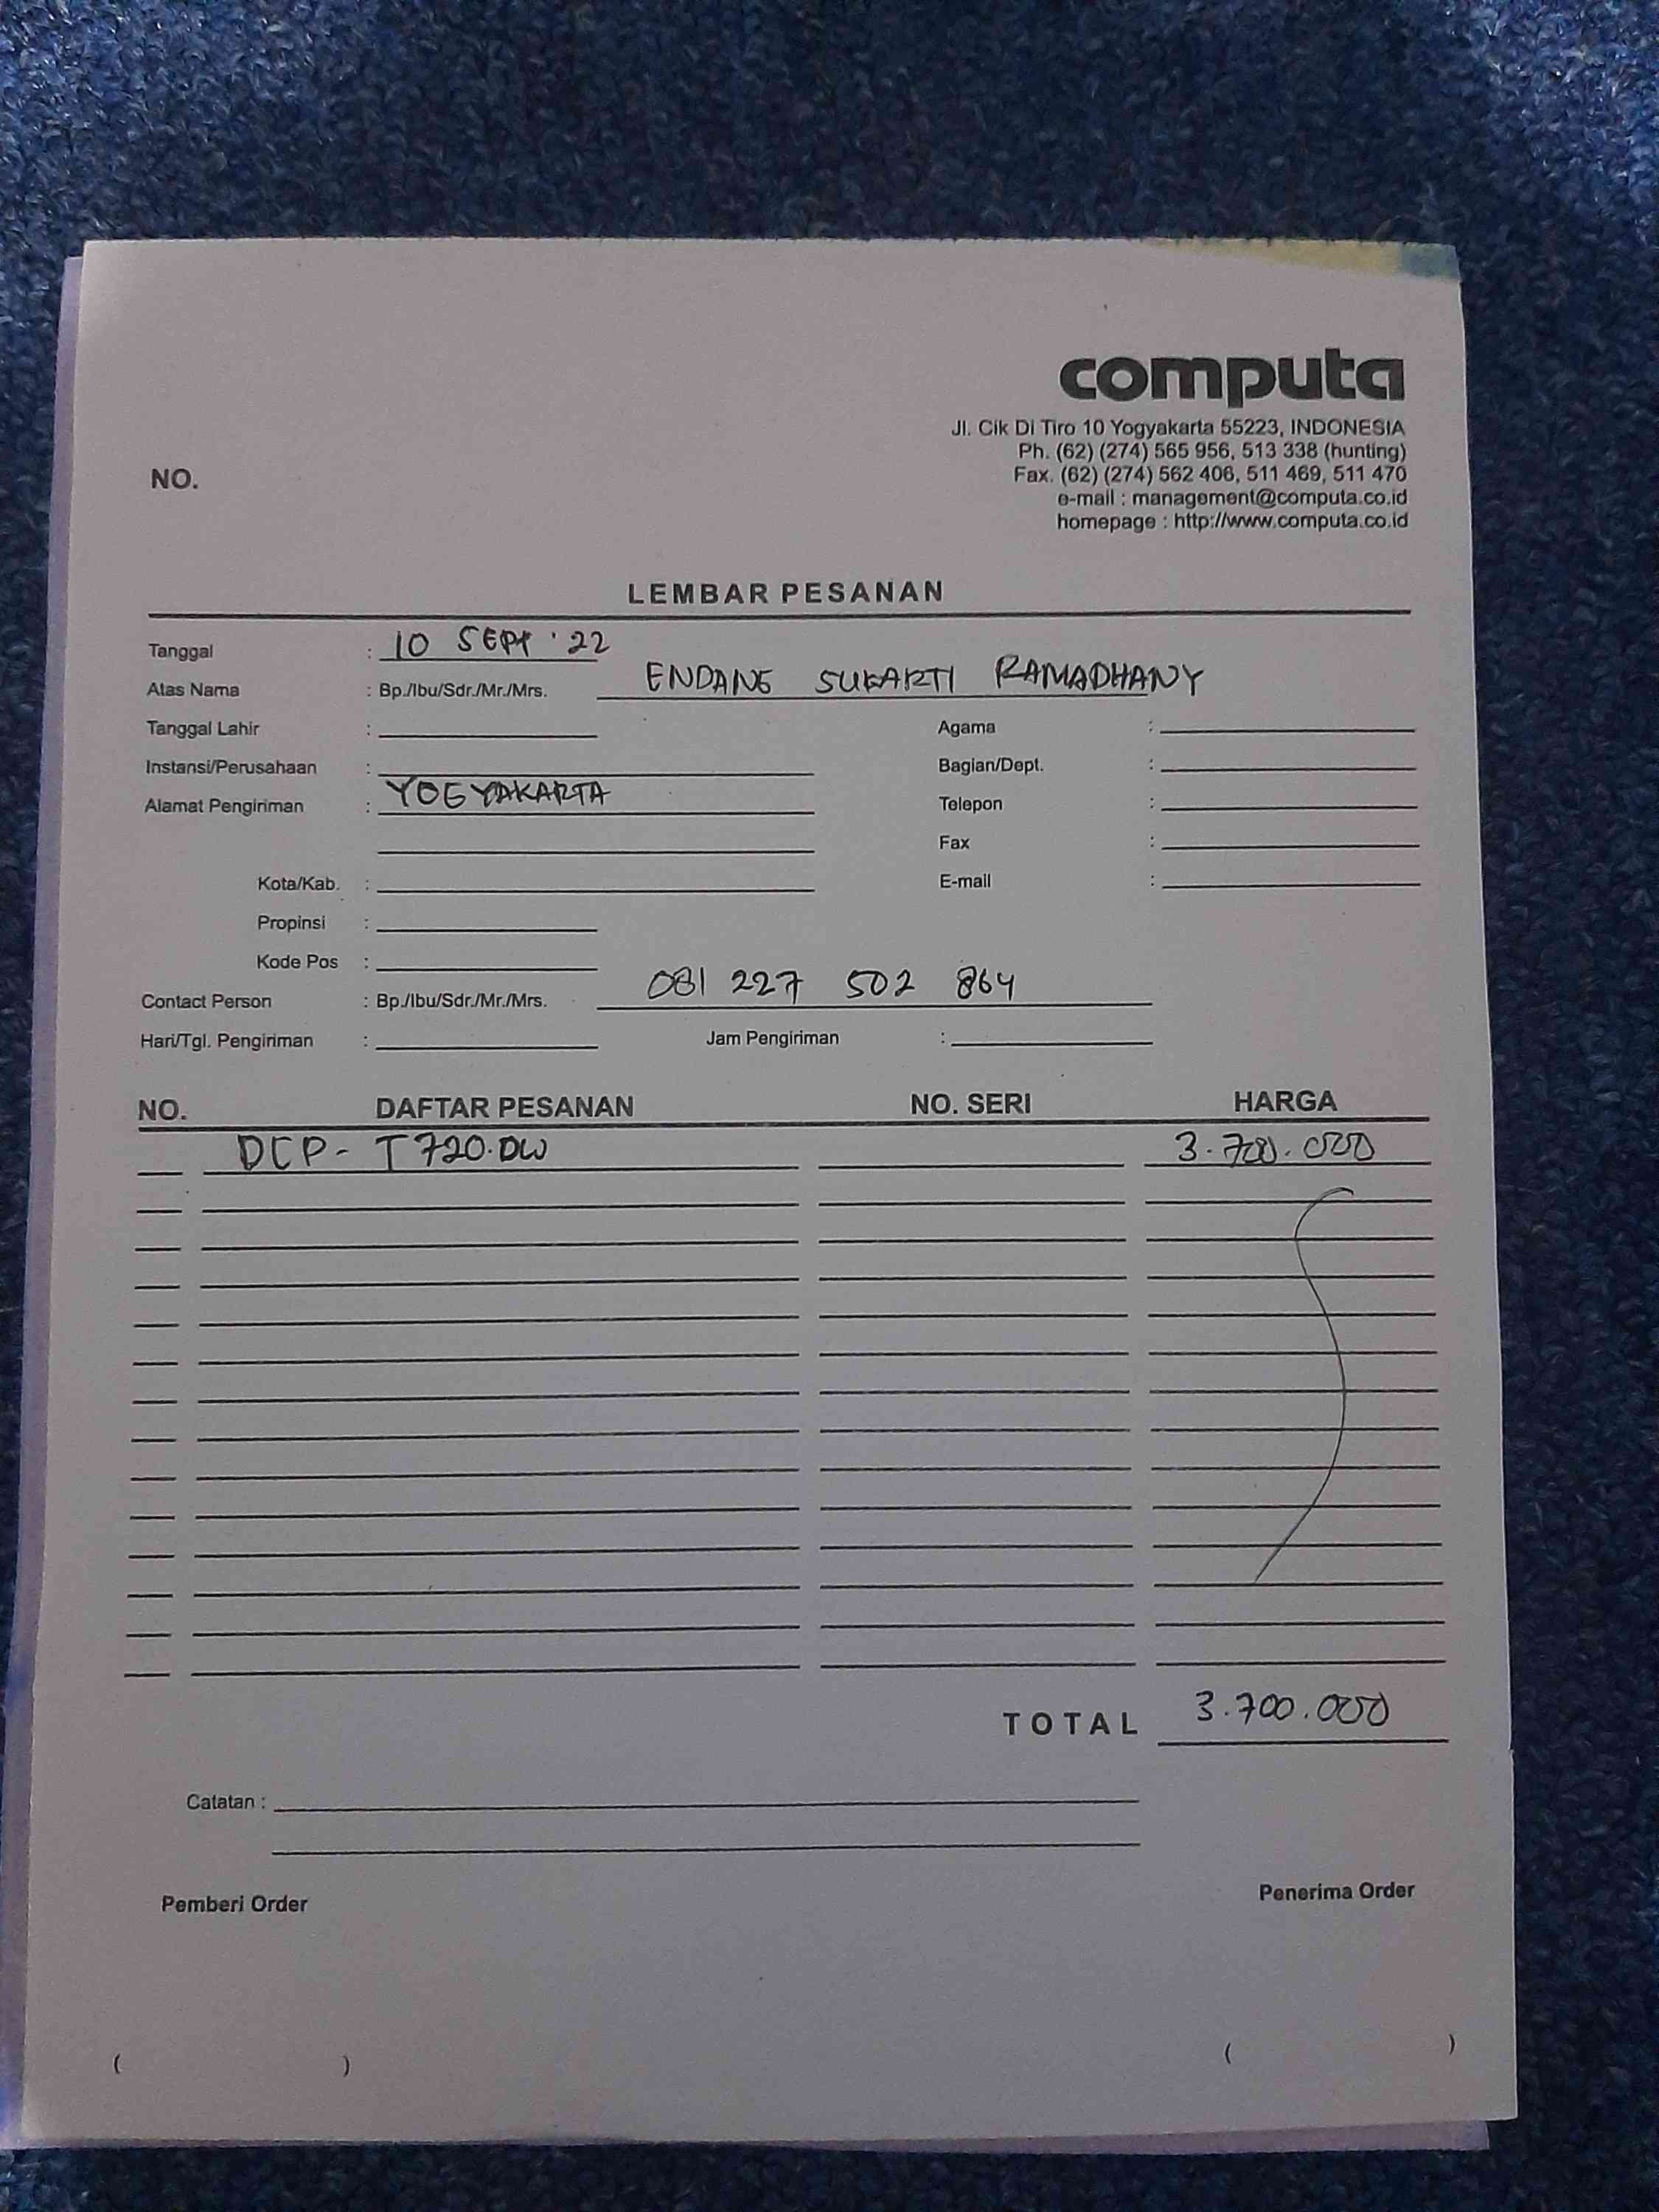 computa
Jl. Cik Di Tiro 10 Yogyakarta 55223, INDONESIA
Ph. (62) (274) 565 956, 513 338 (hunting)
Fax. (62) (274) 562 406, 511 469, 511 470
e-mail : management@computa.co.id
homepage : http://www.computa.co.id
NO.
LEMBAR PESANAN
Tanggal : 10 SEPT '22
Atas Nama : Bp./Ibu/Sdr./Mr./Mrs. ENDANG SUKARTI RAMADHANY
Tanggal Lahir : Agama :
Instansi/Perusahaan : Bagian/Dept. :
Alamat Pengiriman : YOGYAKARTA Telepon :
Fax :
Kota/Kab. : E-mail :
Propinsi :
Kode Pos :
Contact Person : Bp./Ibu/Sdr./Mr./Mrs. 081 227 502 864
Hari/Tgl. Pengiriman : Jam Pengiriman :
NO. DAFTAR PESANAN NO. SERI HARGA
DCP- T720.DW 3.700.000
TOTAL 3.700.000
Catatan :
Pemberi Order Penerima Order
( ) ( )